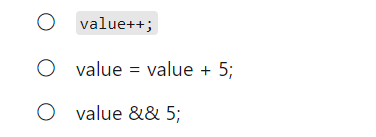 value++;
value = value + 5;
value && 5;